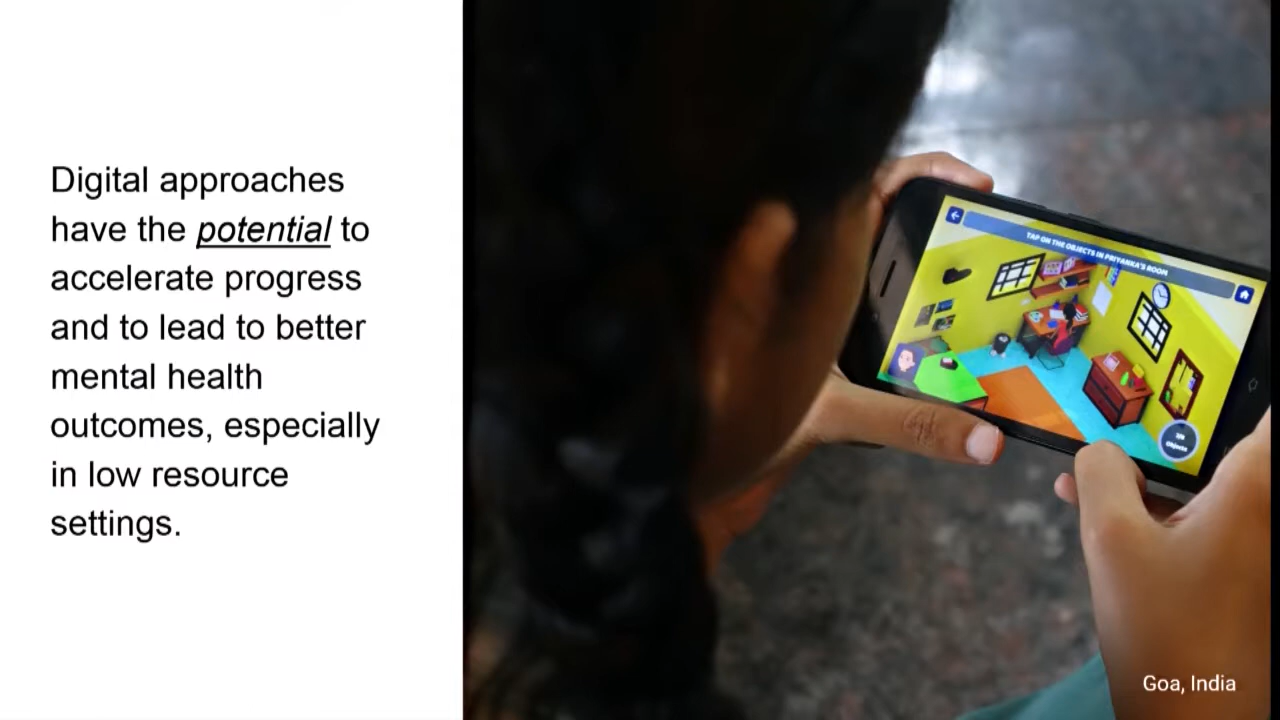 Digital approaches
have the potential to
accelerate progress
and to lead to better
mental health
outcomes, especially
in low resource
settings.
TAP ON THE OBJECTS IN PRIYANKA'S ROOM
Objects
Goa, India